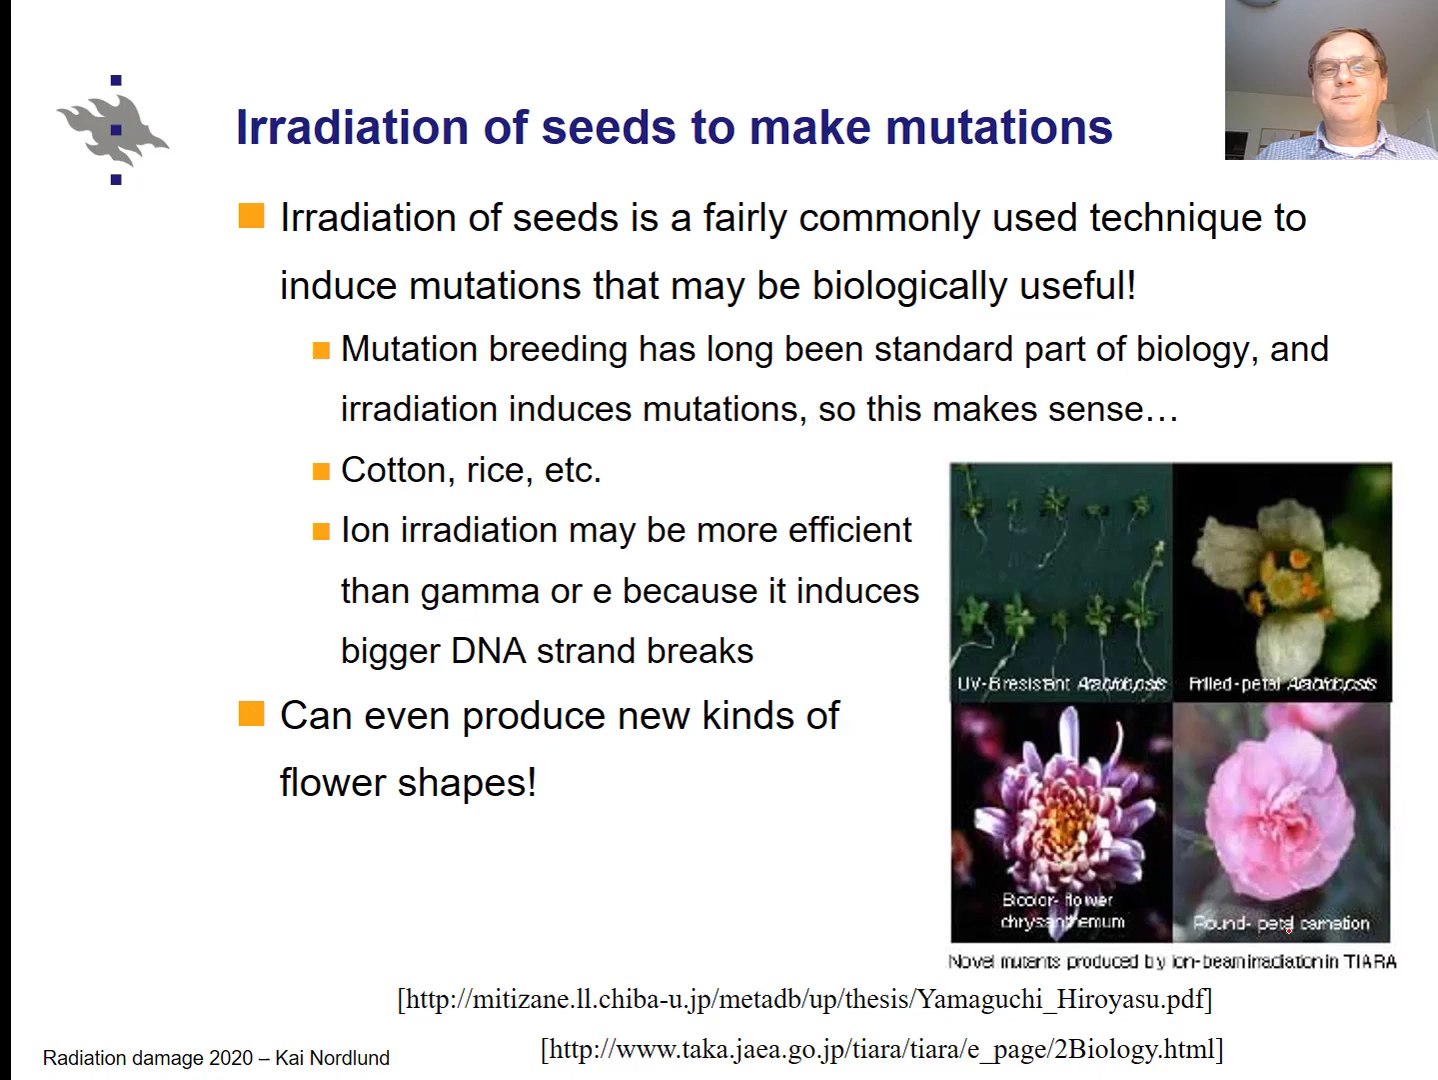 Irradiation of seeds to make mutations
Irradiation of seeds is a fairly commonly used technique to
induce mutations that may be biologically useful!
Mutation breeding has long been standard part of biology, and
irradiation induces mutations, so this makes sense…
Cotton, rice, etc.
Ion irradiation may be more efficient
than gamma or e because it induces
bigger DNA strand breaks
Can even produce new kinds of
flower shapes!
UV-B resistant Arabidopsis
Frilled-petal Arabidopsis
Bicolor- flower
chrysanthemum
Round- petal carnation
Novel mutants produced by ion-beam irradiation in TIARA
[http://mitizane.ll.chiba-u.jp/metadb/up/thesis/Yamaguchi_Hiroyasu.pdf]
[http://www.taka.jaea.go.jp/tiara/tiara/e_page/2Biology.html]
Radiation damage 2020 – Kai Nordlund